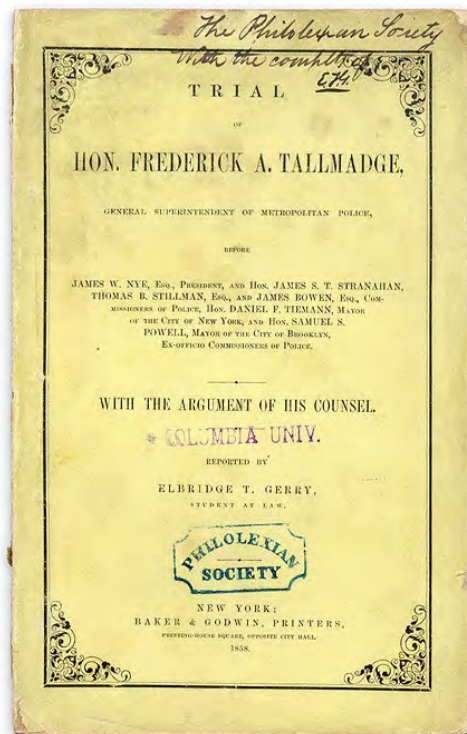 The Philolexian Society
With the complts of
E.T.G.
TRIAL
OF
HON. FREDERICK A. TALLMADGE,
GENERAL SUPERINTENDENT OF METROPOLITAN POLICE,
BEFORE
JAMES W. NYE, Esq., President, and Hon. JAMES S. T. STRANAHAN,
THOMAS B. STILLMAN, Esq., and JAMES BOWEN, Esq., Com-
missioners of Police, Hon. DANIEL F. TIEMANN, Mayor
of the City of New York, and Hon. SAMUEL S.
POWELL, Mayor of the City of Brooklyn,
Ex-officio Commissioners of Police.
WITH THE ARGUMENT OF HIS COUNSEL.
COLUMBIA UNIV.
REPORTED BY
ELBRIDGE T. GERRY,
STUDENT AT LAW.
PHILOLEXIAN
SOCIETY
NEW YORK:
BAKER & GODWIN, PRINTERS,
PRINTING-HOUSE SQUARE, OPPOSITE CITY HALL.
1858.